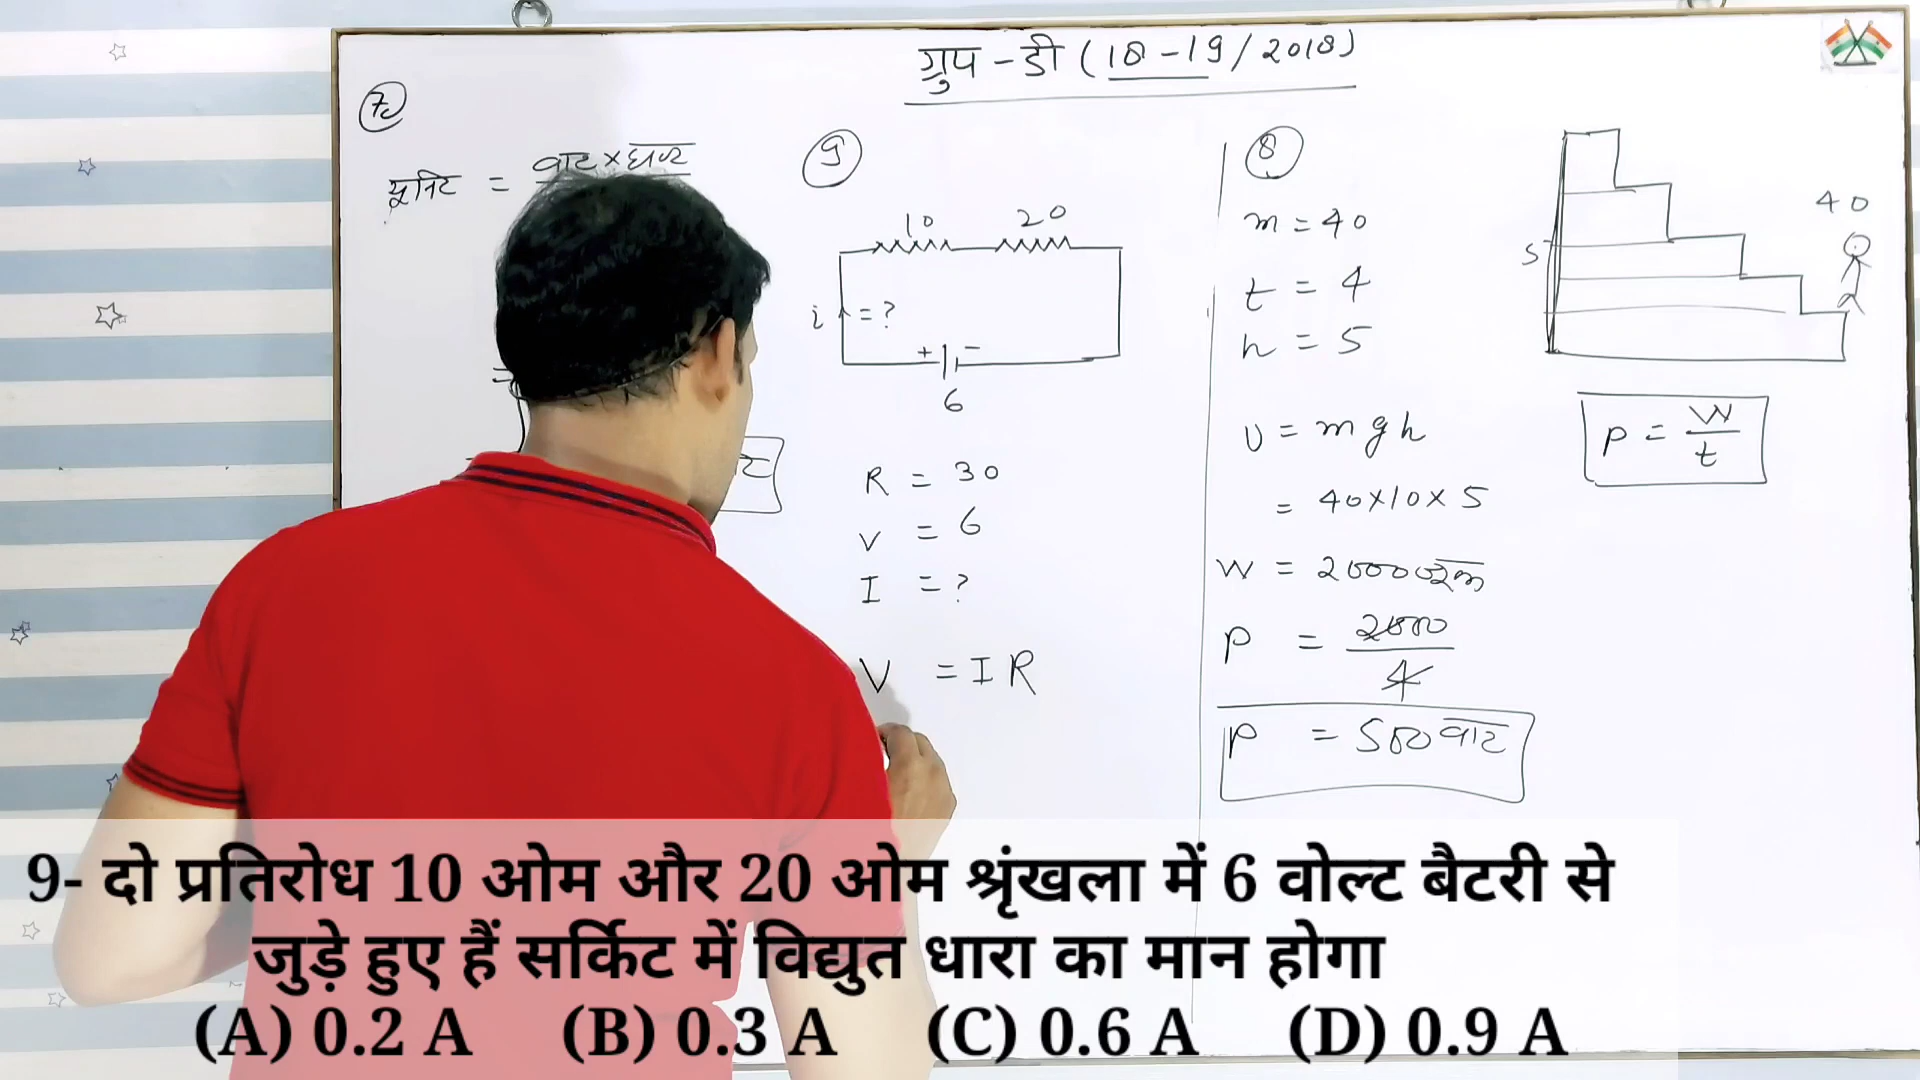 ग्रुप - डी ( 18 - 19 / 2018 )
7
यूनिट = वाट × घण्टा
=
9
10 20
i = ?
+ -
6
R = 30
V = 6
I = ?
V = I R
8
m = 40
t = 4
h = 5
U = m g h
= 40 × 10 × 5
W = 2000
P = 2000 / 4
P = 500 वाट
40
5
P = W / t
9- दो प्रतिरोध 10 ओम और 20 ओम श्रृंखला में 6 वोल्ट बैटरी से
जुड़े हुए हैं सर्किट में विद्युत धारा का मान होगा
(A) 0.2 A (B) 0.3 A (C) 0.6 A (D) 0.9 A